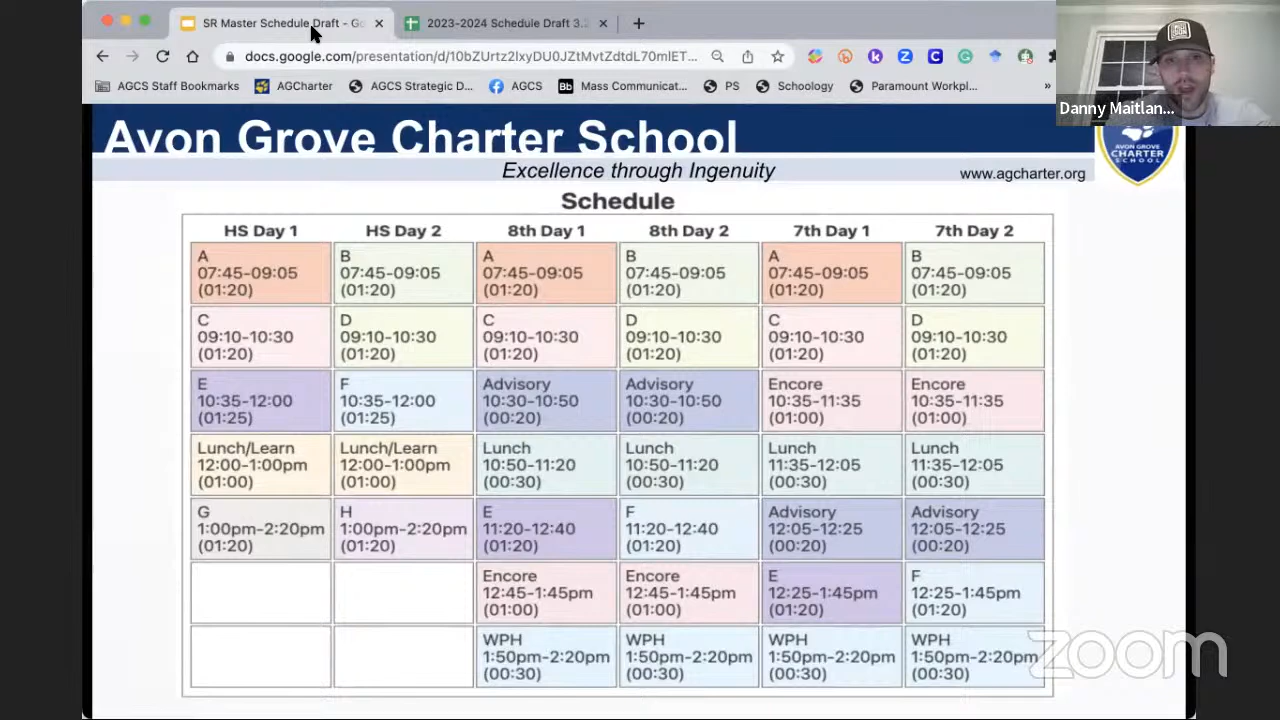 SR Master Schedule Draft - Go
2023-2024 Schedule Draft 3.
docs.google.com/presentation/d/10bZUrtz2lxyDU0JZtMvtZdtdL70mlET...
AGCS Staff Bookmarks
AGCharter
AGCS Strategic D...
AGCS
Bb Mass Communicat...
PS
Schoology
Paramount Workpl...
»
Danny Maitlan...
Avon Grove Charter School
Excellence through Ingenuity
www.agcharter.org
AVON GROVE
CHARTER
SCHOOL
Schedule
HS Day 1 HS Day 2 8th Day 1 8th Day 2 7th Day 1 7th Day 2
A B A B A B
07:45-09:05 07:45-09:05 07:45-09:05 07:45-09:05 07:45-09:05 07:45-09:05
(01:20) (01:20) (01:20) (01:20) (01:20) (01:20)
C D C D C D
09:10-10:30 09:10-10:30 09:10-10:30 09:10-10:30 09:10-10:30 09:10-10:30
(01:20) (01:20) (01:20) (01:20) (01:20) (01:20)
E F Advisory Advisory Encore Encore
10:35-12:00 10:35-12:00 10:30-10:50 10:30-10:50 10:35-11:35 10:35-11:35
(01:25) (01:25) (00:20) (00:20) (01:00) (01:00)
Lunch/Learn Lunch/Learn Lunch Lunch Lunch Lunch
12:00-1:00pm 12:00-1:00pm 10:50-11:20 10:50-11:20 11:35-12:05 11:35-12:05
(01:00) (01:00) (00:30) (00:30) (00:30) (00:30)
G H E F Advisory Advisory
1:00pm-2:20pm 1:00pm-2:20pm 11:20-12:40 11:20-12:40 12:05-12:25 12:05-12:25
(01:20) (01:20) (01:20) (01:20) (00:20) (00:20)
Encore Encore E F
12:45-1:45pm 12:45-1:45pm 12:25-1:45pm 12:25-1:45pm
(01:00) (01:00) (01:20) (01:20)
WPH WPH WPH WPH
1:50pm-2:20pm 1:50pm-2:20pm 1:50pm-2:20pm 1:50pm-2:20pm
(00:30) (00:30) (00:30) (00:30)
zoom